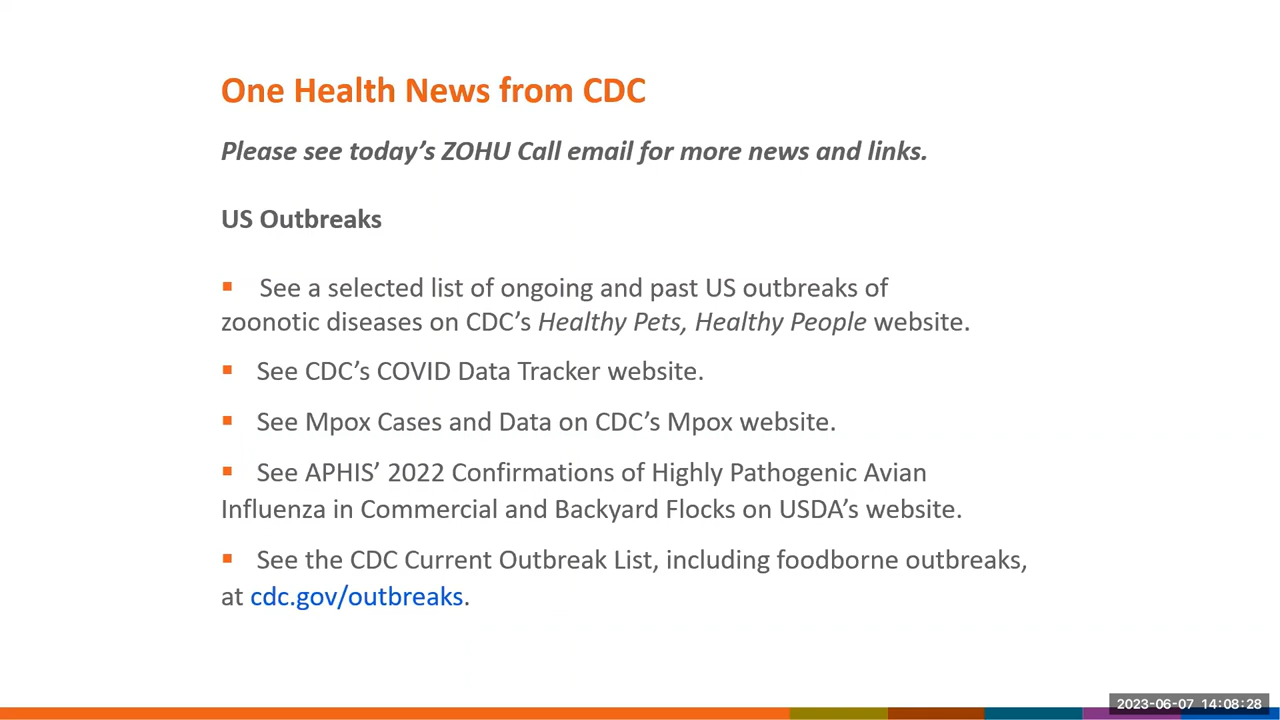 One Health News from CDC
Please see today’s ZOHU Call email for more news and links.
US Outbreaks
▪ See a selected list of ongoing and past US outbreaks of
zoonotic diseases on CDC’s Healthy Pets, Healthy People website.
▪ See CDC’s COVID Data Tracker website.
▪ See Mpox Cases and Data on CDC’s Mpox website.
▪ See APHIS’ 2022 Confirmations of Highly Pathogenic Avian
Influenza in Commercial and Backyard Flocks on USDA’s website.
▪ See the CDC Current Outbreak List, including foodborne outbreaks,
at cdc.gov/outbreaks.
2023-06-07 14:08:28